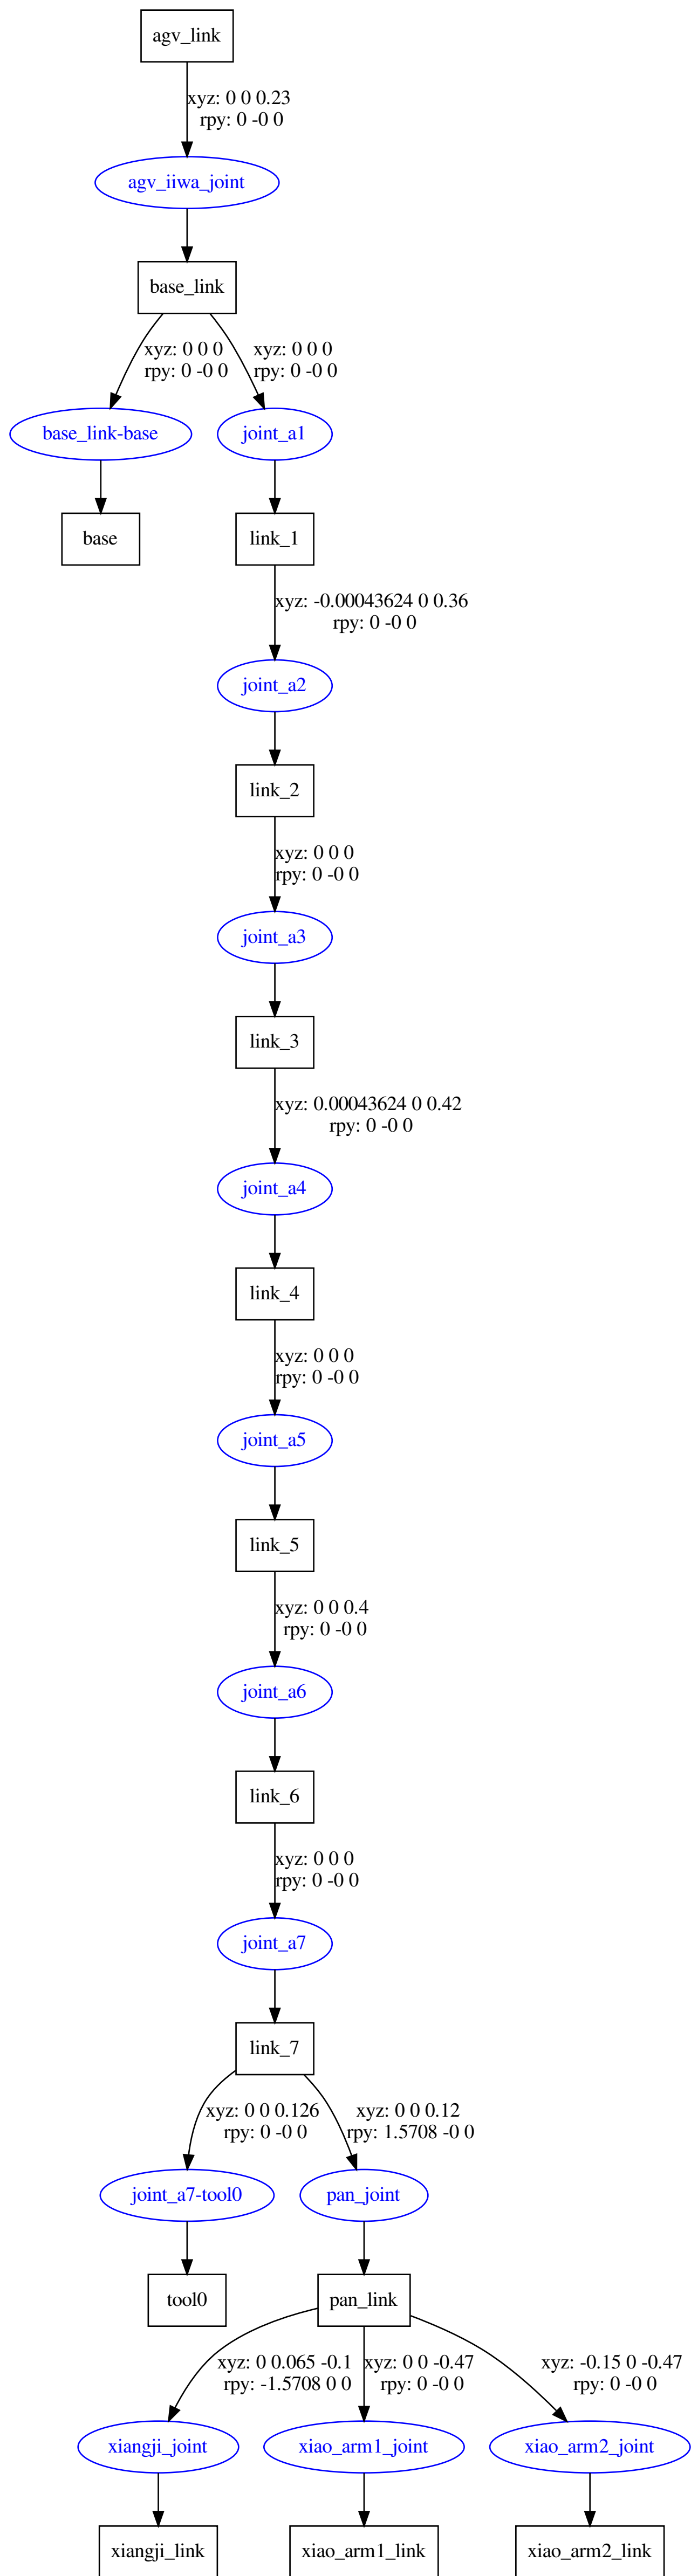 agv_link
xyz: 0 0 0.23
rpy: 0 -0 0
agv_iiwa_joint
base_link
xyz: 0 0 0
rpy: 0 -0 0
xyz: 0 0 0
rpy: 0 -0 0
base_link-base
joint_a1
base
link_1
xyz: -0.00043624 0 0.36
rpy: 0 -0 0
joint_a2
link_2
xyz: 0 0 0
rpy: 0 -0 0
joint_a3
link_3
xyz: 0.00043624 0 0.42
rpy: 0 -0 0
joint_a4
link_4
xyz: 0 0 0
rpy: 0 -0 0
joint_a5
link_5
xyz: 0 0 0.4
rpy: 0 -0 0
joint_a6
link_6
xyz: 0 0 0
rpy: 0 -0 0
joint_a7
link_7
xyz: 0 0 0.126
rpy: 0 -0 0
xyz: 0 0 0.12
rpy: 1.5708 -0 0
joint_a7-tool0
pan_joint
tool0
pan_link
xyz: 0 0.065 -0.1
rpy: -1.5708 0 0
xyz: 0 0 -0.47
rpy: 0 -0 0
xyz: -0.15 0 -0.47
rpy: 0 -0 0
xiangji_joint
xiao_arm1_joint
xiao_arm2_joint
xiangji_link
xiao_arm1_link
xiao_arm2_link